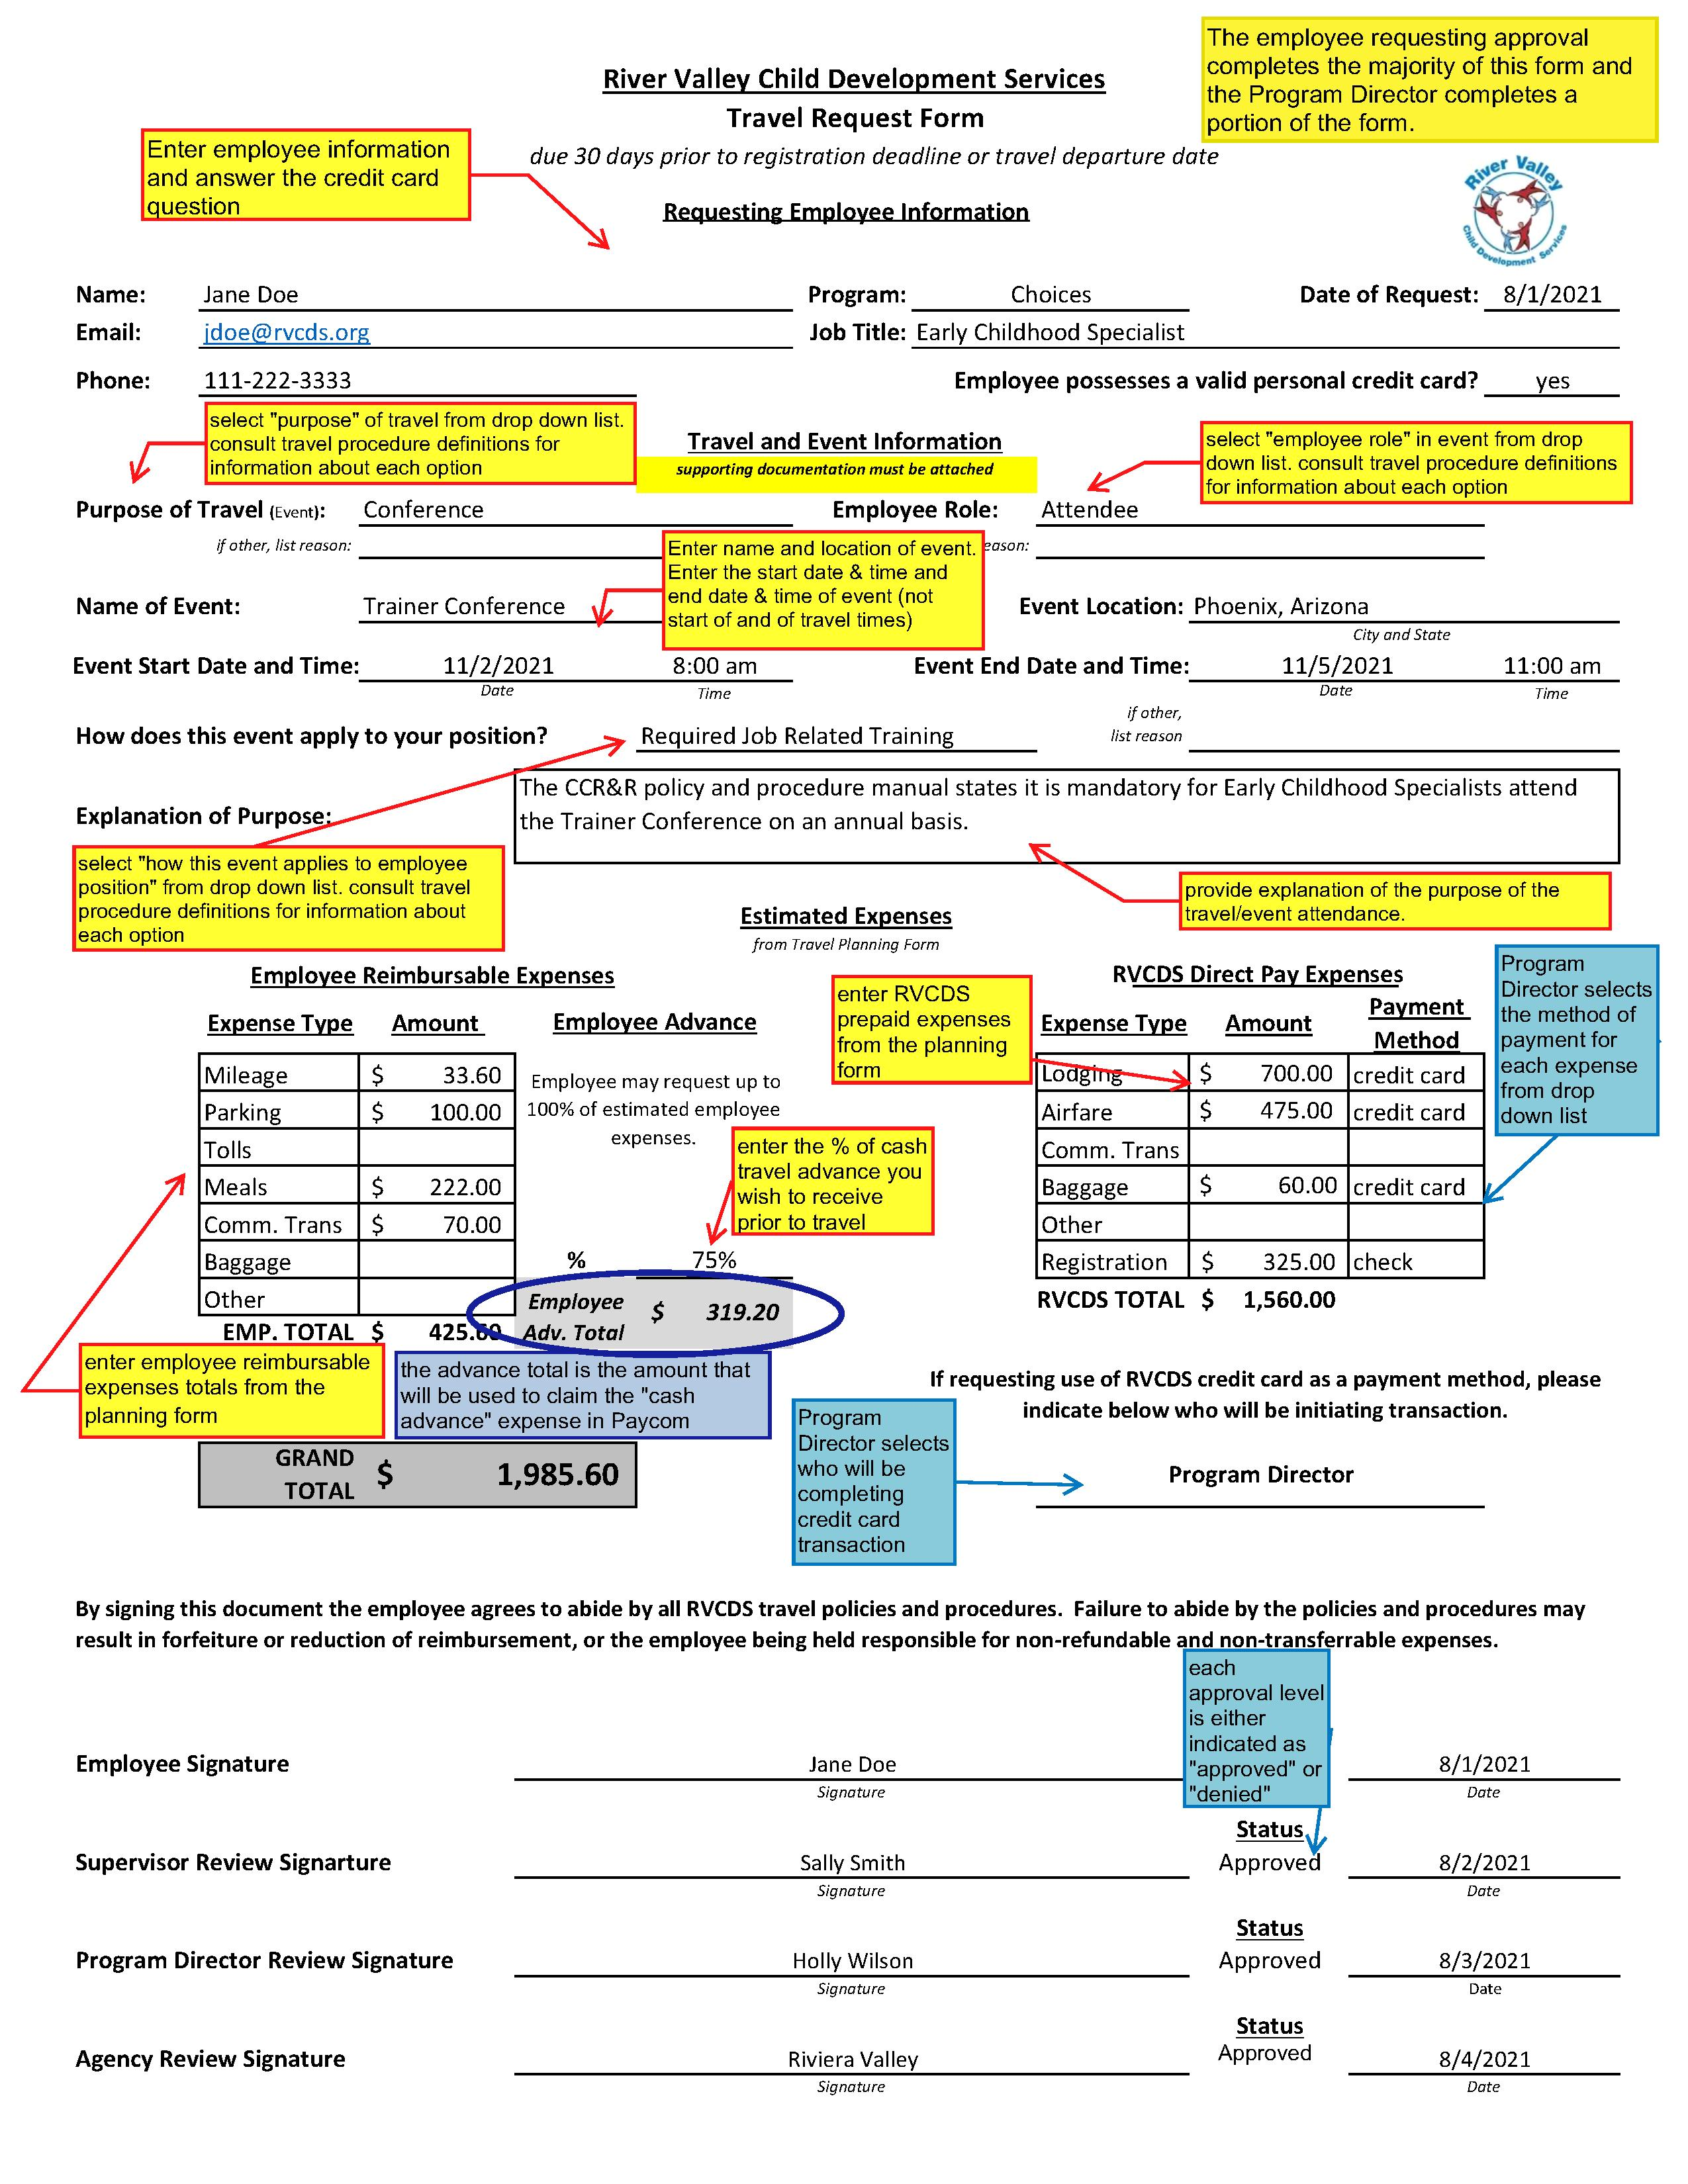 The employee requesting approval
completes the majority of this form and
the Program Director completes a
portion of the form.
River Valley Child Development Services
Travel Request Form
due 30 days prior to registration deadline or travel departure date
Enter employee information
and answer the credit card
question
River Valley
Child Development Services
Requesting Employee Information
Name: Jane Doe Program: Choices Date of Request: 8/1/2021
Email: jdoe@rvcds.org Job Title: Early Childhood Specialist
Phone: 111-222-3333 Employee possesses a valid personal credit card? yes
select "purpose" of travel from drop down list.
consult travel procedure definitions for
information about each option
Travel and Event Information
supporting documentation must be attached
select "employee role" in event from drop
down list. consult travel procedure definitions
for information about each option
Purpose of Travel (Event): Conference Employee Role: Attendee
if other, list reason: eason:
Enter name and location of event.
Enter the start date & time and
end date & time of event (not
start of and of travel times)
Name of Event: Trainer Conference Event Location: Phoenix, Arizona
City and State
Event Start Date and Time: 11/2/2021 8:00 am Event End Date and Time: 11/5/2021 11:00 am
Date Time Date Time
How does this event apply to your position? Required Job Related Training if other,
list reason
Explanation of Purpose: The CCR&R policy and procedure manual states it is mandatory for Early Childhood Specialists attend
the Trainer Conference on an annual basis.
select "how this event applies to employee
position" from drop down list. consult travel
procedure definitions for information about
each option
provide explanation of the purpose of the
travel/event attendance.
Estimated Expenses
from Travel Planning Form
Employee Reimbursable Expenses
Expense Type Amount
Mileage $ 33.60
Parking $ 100.00
Tolls
Meals $ 222.00
Comm. Trans $ 70.00
Baggage
Other
EMP. TOTAL $ 425.60
Employee Advance
Employee may request up to
100% of estimated employee
expenses.
enter the % of cash
travel advance you
wish to receive
prior to travel
% 75%
Employee
Adv. Total $ 319.20
enter RVCDS
prepaid expenses
from the planning
form
RVCDS Direct Pay Expenses
Expense Type Amount Payment
Method
Lodging $ 700.00 credit card
Airfare $ 475.00 credit card
Comm. Trans
Baggage $ 60.00 credit card
Other
Registration $ 325.00 check
RVCDS TOTAL $ 1,560.00
Program
Director selects
the method of
payment for
each expense
from drop
down list
enter employee reimbursable
expenses totals from the
planning form
the advance total is the amount that
will be used to claim the "cash
advance" expense in Paycom
GRAND
TOTAL $ 1,985.60
If requesting use of RVCDS credit card as a payment method, please
indicate below who will be initiating transaction.
Program
Director selects
who will be
completing
credit card
transaction
Program Director
By signing this document the employee agrees to abide by all RVCDS travel policies and procedures. Failure to abide by the policies and procedures may
result in forfeiture or reduction of reimbursement, or the employee being held responsible for non-refundable and non-transferrable expenses.
each
approval level
is either
indicated as
"approved" or
"denied"
Employee Signature Jane Doe 8/1/2021
Signature Date
Status
Supervisor Review Signarture Sally Smith Approved 8/2/2021
Signature Date
Status
Program Director Review Signature Holly Wilson Approved 8/3/2021
Signature Date
Status
Agency Review Signature Riviera Valley Approved 8/4/2021
Signature Date